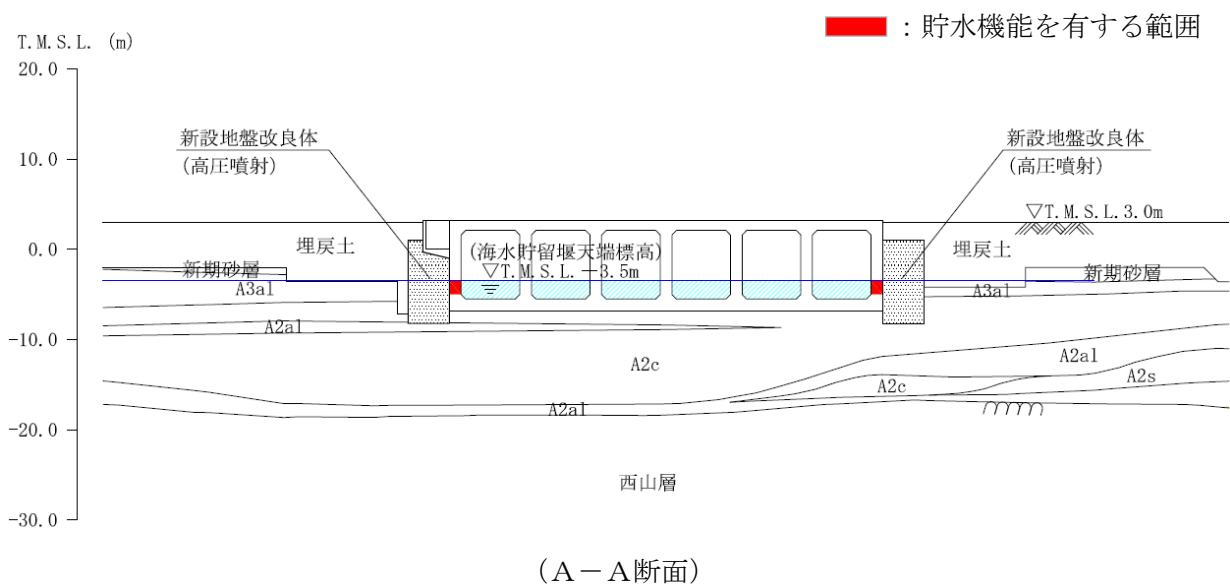 ：貯水機能を有する範囲
T.M.S.L. (m)
20.0
10.0
0.0
-10.0
-20.0
-30.0
新設地盤改良体
(高圧噴射)
新設地盤改良体
(高圧噴射)
▽T.M.S.L.3.0m
埋戻土
(海水貯留堰天端標高)
▽T.M.S.L.－3.5m
埋戻土
新期砂層
新期砂層
A3al
A3al
A2al
A2c
A2al
A2c
A2s
A2al
西山層
(A－A断面)